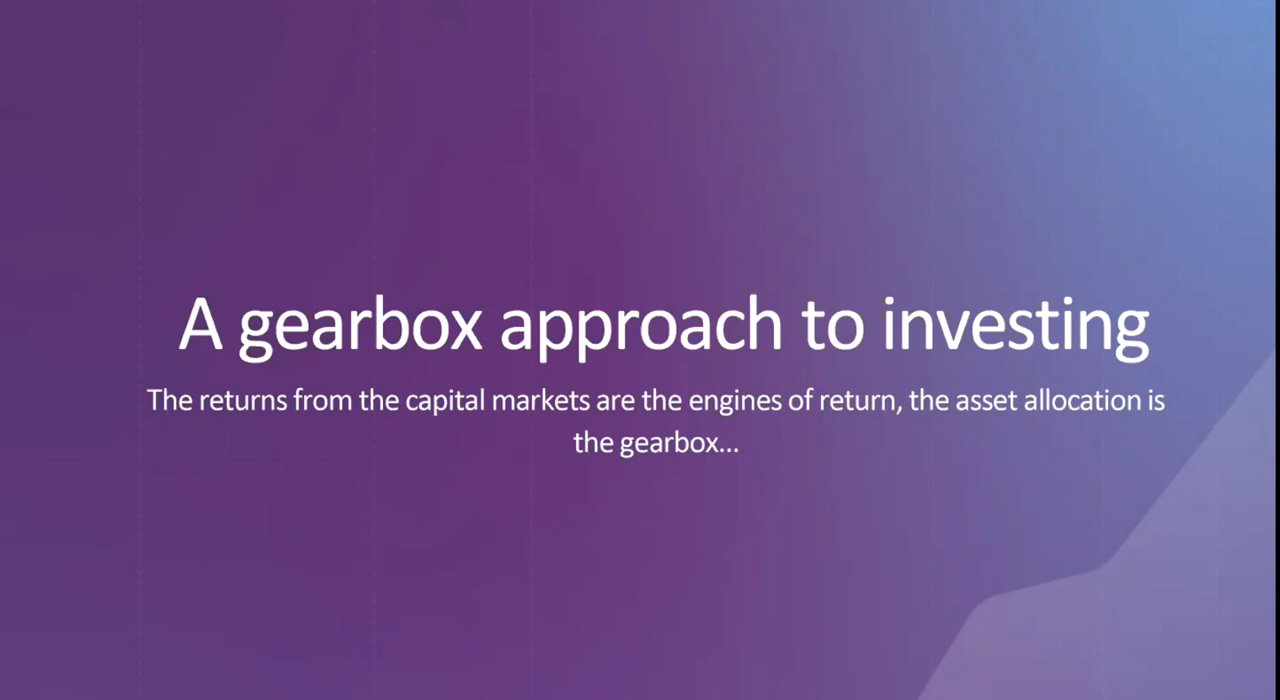 A gearbox approach to investing
The returns from the capital markets are the engines of return, the asset allocation is
the gearbox...